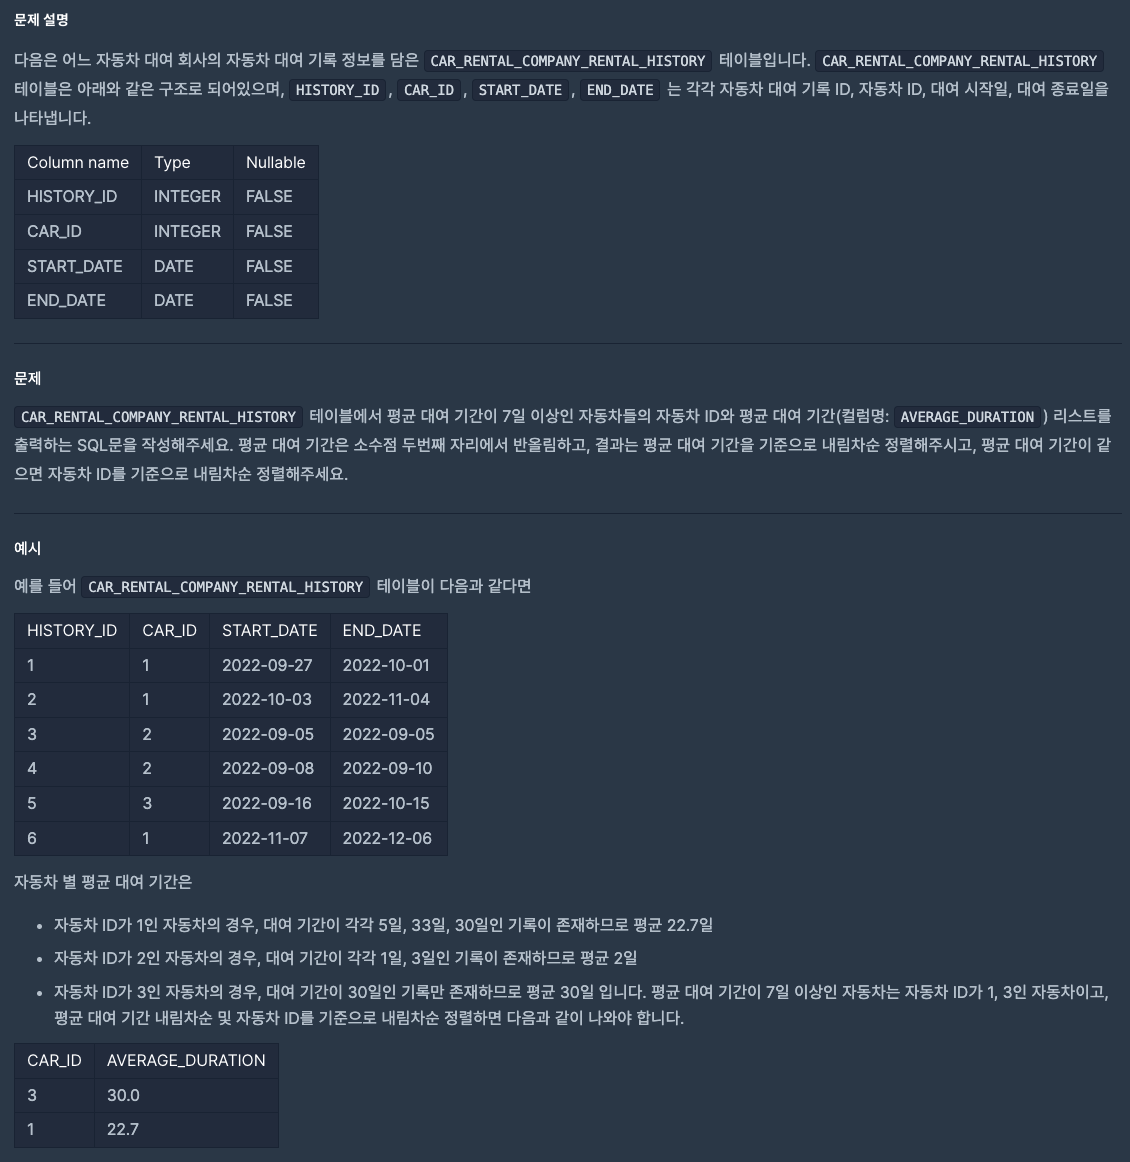 문제 설명
다음은 어느 자동차 대여 회사의 자동차 대여 기록 정보를 담은 CAR_RENTAL_COMPANY_RENTAL_HISTORY 테이블입니다. CAR_RENTAL_COMPANY_RENTAL_HISTORY
테이블은 아래와 같은 구조로 되어있으며, HISTORY_ID , CAR_ID , START_DATE , END_DATE 는 각각 자동차 대여 기록 ID, 자동차 ID, 대여 시작일, 대여 종료일을
나타냅니다.
Column name Type Nullable
HISTORY_ID INTEGER FALSE
CAR_ID INTEGER FALSE
START_DATE DATE FALSE
END_DATE DATE FALSE
문제
CAR_RENTAL_COMPANY_RENTAL_HISTORY 테이블에서 평균 대여 기간이 7일 이상인 자동차들의 자동차 ID와 평균 대여 기간(컬럼명: AVERAGE_DURATION ) 리스트를
출력하는 SQL문을 작성해주세요. 평균 대여 기간은 소수점 두번째 자리에서 반올림하고, 결과는 평균 대여 기간을 기준으로 내림차순 정렬해주시고, 평균 대여 기간이 같
으면 자동차 ID를 기준으로 내림차순 정렬해주세요.
예시
예를 들어 CAR_RENTAL_COMPANY_RENTAL_HISTORY 테이블이 다음과 같다면
HISTORY_ID CAR_ID START_DATE END_DATE
1 1 2022-09-27 2022-10-01
2 1 2022-10-03 2022-11-04
3 2 2022-09-05 2022-09-05
4 2 2022-09-08 2022-09-10
5 3 2022-09-16 2022-10-15
6 1 2022-11-07 2022-12-06
자동차 별 평균 대여 기간은
• 자동차 ID가 1인 자동차의 경우, 대여 기간이 각각 5일, 33일, 30일인 기록이 존재하므로 평균 22.7일
• 자동차 ID가 2인 자동차의 경우, 대여 기간이 각각 1일, 3일인 기록이 존재하므로 평균 2일
• 자동차 ID가 3인 자동차의 경우, 대여 기간이 30일인 기록만 존재하므로 평균 30일 입니다. 평균 대여 기간이 7일 이상인 자동차는 자동차 ID가 1, 3인 자동차이고,
평균 대여 기간 내림차순 및 자동차 ID를 기준으로 내림차순 정렬하면 다음과 같이 나와야 합니다.
CAR_ID AVERAGE_DURATION
3 30.0
1 22.7